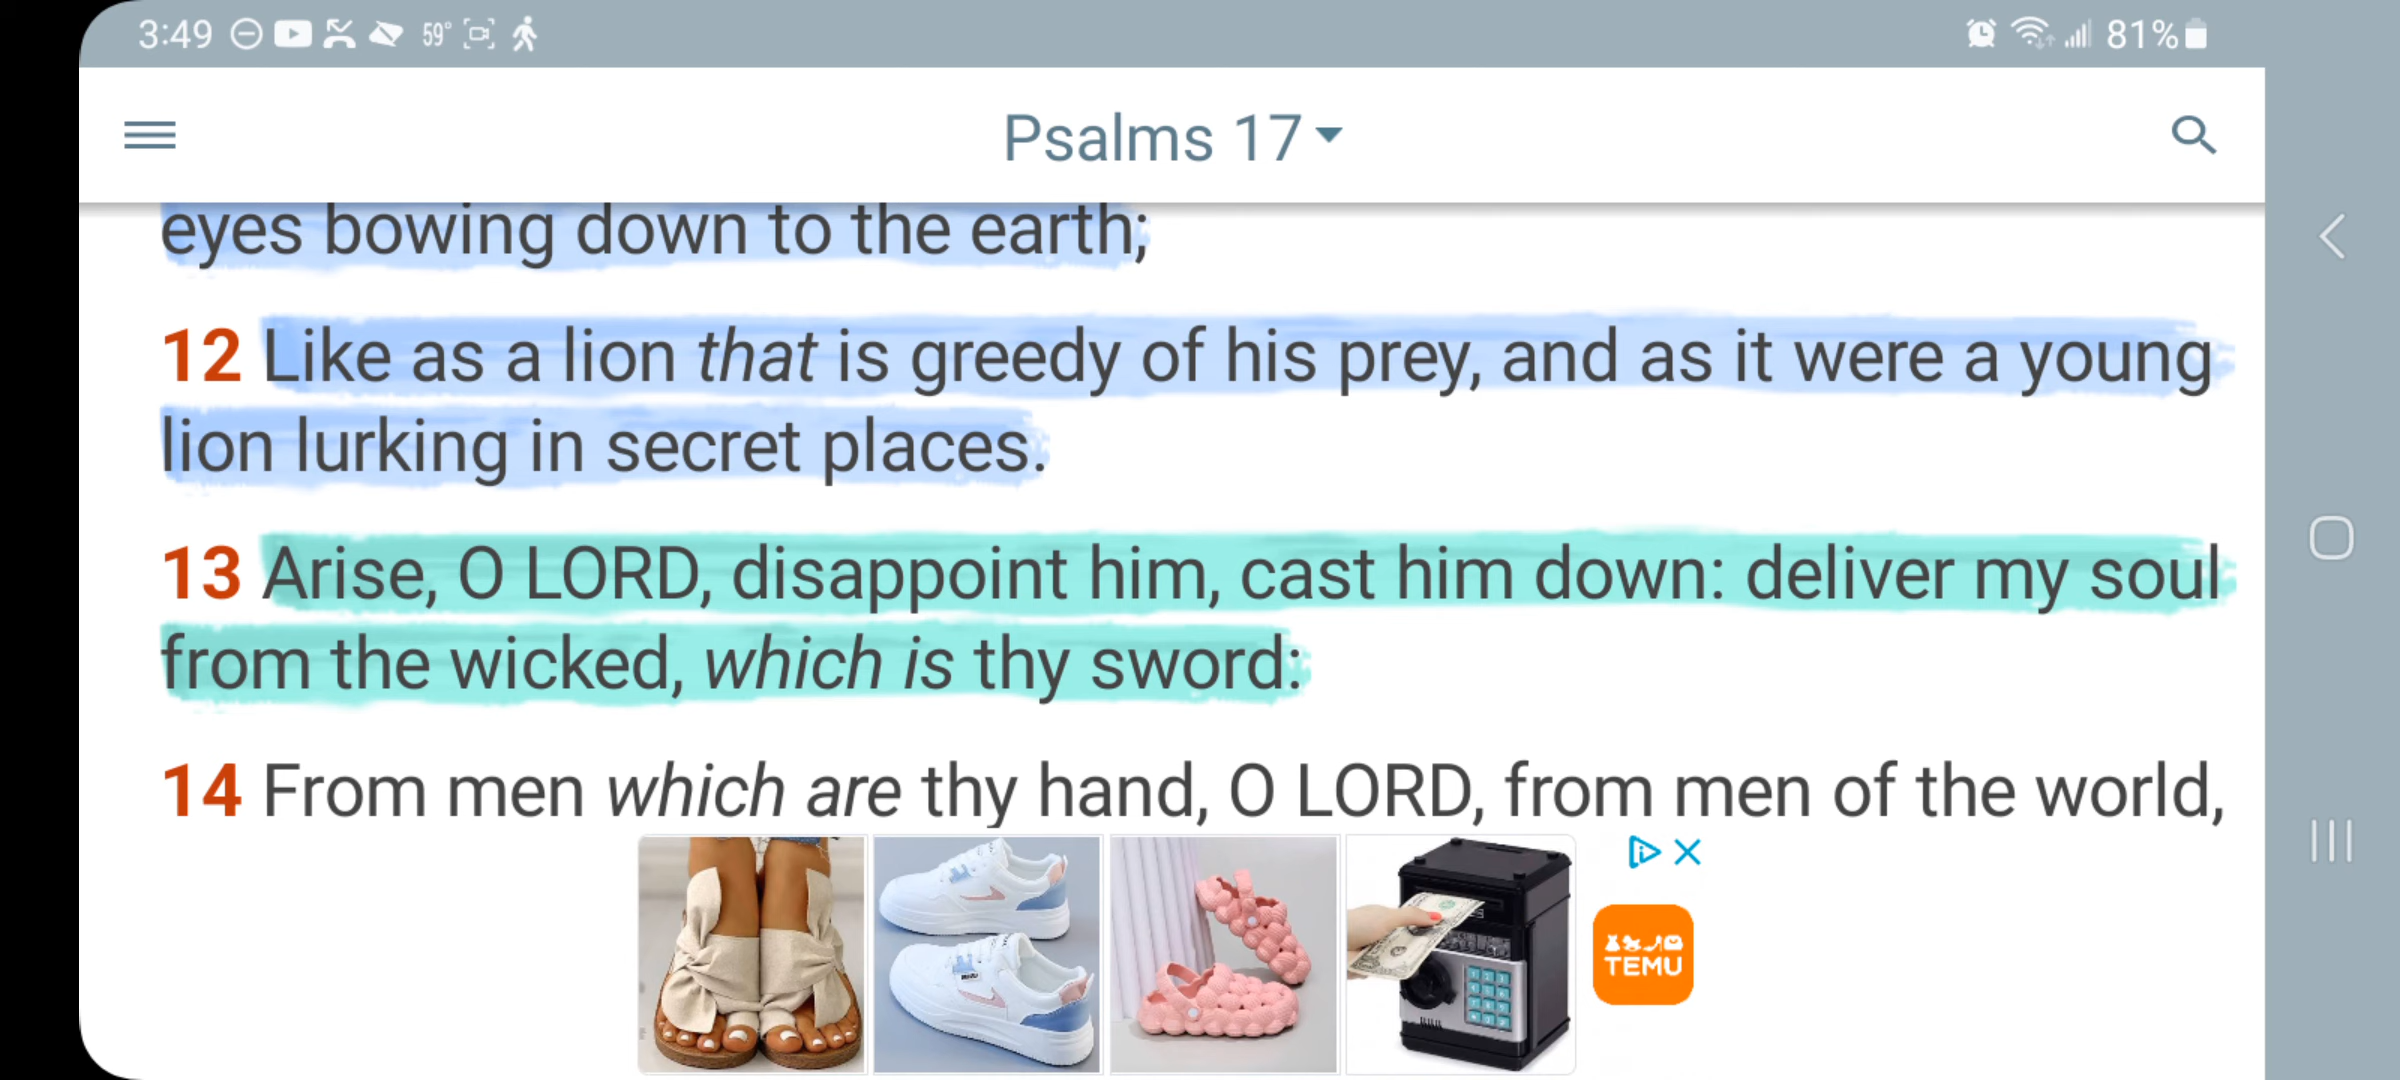 3:49 59° 81%
Psalms 17
eyes bowing down to the earth;
12 Like as a lion that is greedy of his prey, and as it were a young
lion lurking in secret places.
13 Arise, O LORD, disappoint him, cast him down: deliver my soul
from the wicked, which is thy sword:
14 From men which are thy hand, O LORD, from men of the world,
TEMU